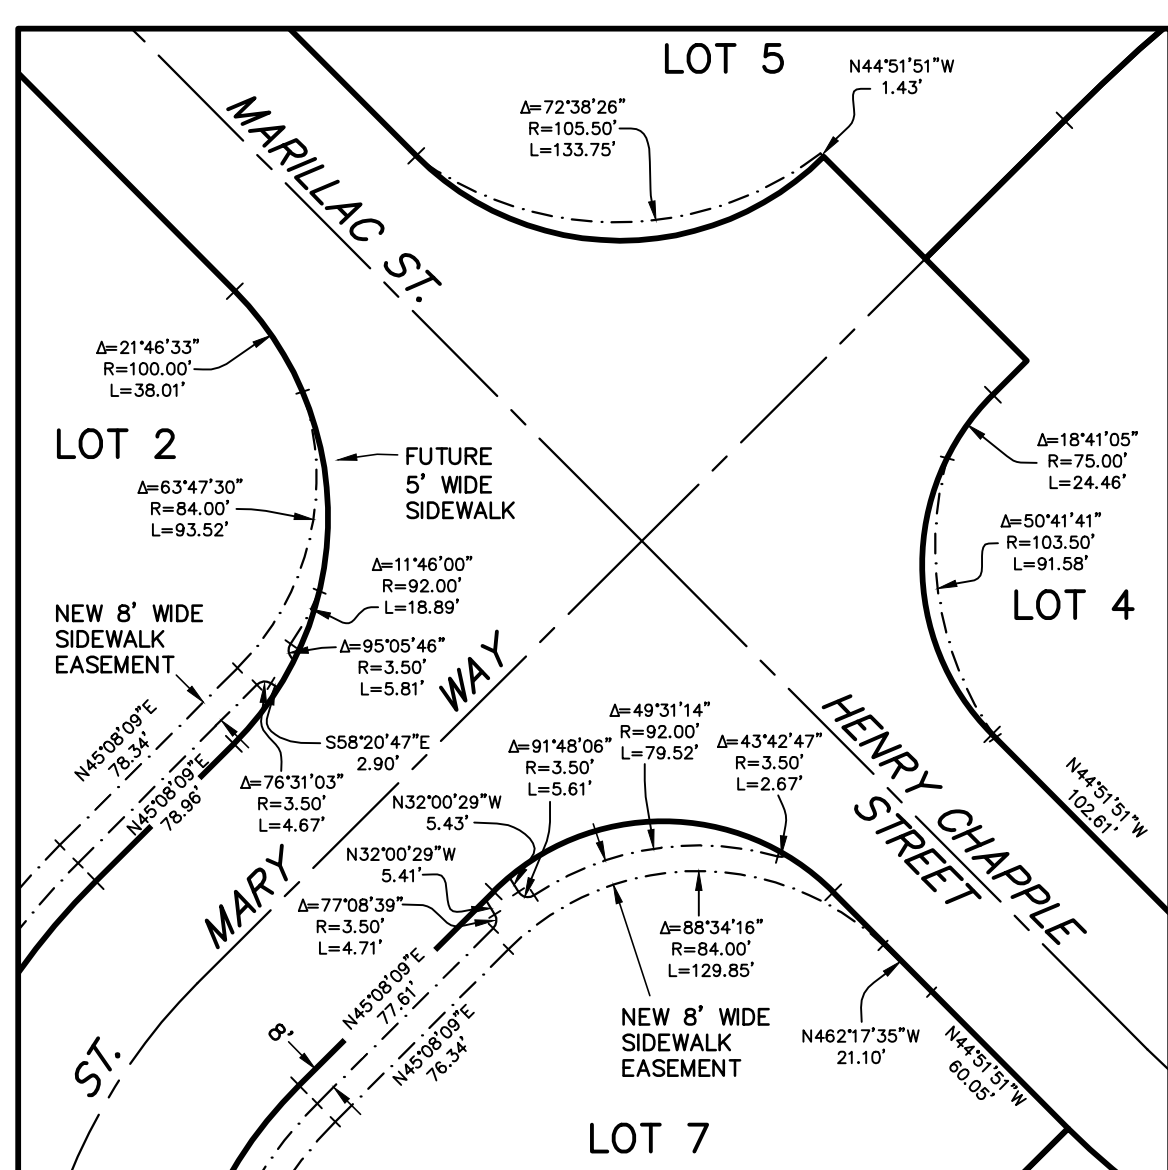 LOT 5
N44°51'51"W
1.43'
Δ=72°38'26"
R=105.50'
L=133.75'
MARILLAC ST.
Δ=21°46'33"
R=100.00'
L=38.01'
LOT 2
FUTURE
5' WIDE
SIDEWALK
Δ=63°47'30"
R=84.00'
L=93.52'
Δ=18°41'05"
R=75.00'
L=24.46'
Δ=50°41'41"
R=103.50'
L=91.58'
LOT 4
Δ=11°46'00"
R=92.00'
L=18.89'
NEW 8' WIDE
SIDEWALK
EASEMENT
Δ=95°05'46"
R=3.50'
L=5.81'
N45°08'09"E
78.34'
N45°08'09"E
78.96'
S58°20'47"E
2.90'
Δ=76°31'03"
R=3.50'
L=4.67'
MARY WAY
ST.
Δ=49°31'14"
R=92.00'
L=79.52'
Δ=91°48'06"
R=3.50'
L=5.61'
Δ=43°42'47"
R=3.50'
L=2.67'
HENRY CHAPPLE
STREET
N44°51'51"W
102.61'
N32°00'29"W
5.43'
N32°00'29"W
5.41'
Δ=77°08'39"
R=3.50'
L=4.71'
N45°08'09"E
77.61'
N45°08'09"E
76.34'
8'
Δ=88°34'16"
R=84.00'
L=129.85'
NEW 8' WIDE
SIDEWALK
EASEMENT
N462°17'35"W
21.10'
N44°51'51"W
60.05'
LOT 7